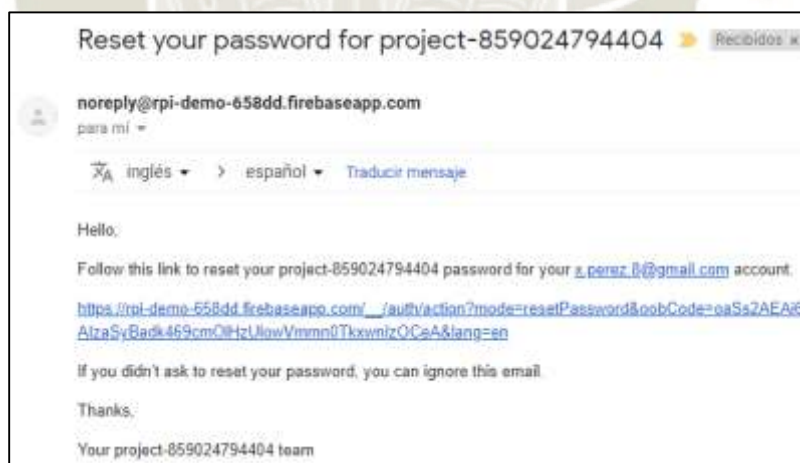 Reset your password for project-859024794404 Recibidos x
noreply@rpi-demo-658dd.firebaseapp.com
para mí
inglés > español Traducir mensaje
Hello,
Follow this link to reset your project-859024794404 password for your x.perez.8@gmail.com account.
https://rpi-demo-658dd.firebaseapp.com/__/auth/action?mode=resetPassword&oobCode=
&lang=en
If you didn't ask to reset your password, you can ignore this email.
Thanks,
Your project-859024794404 team